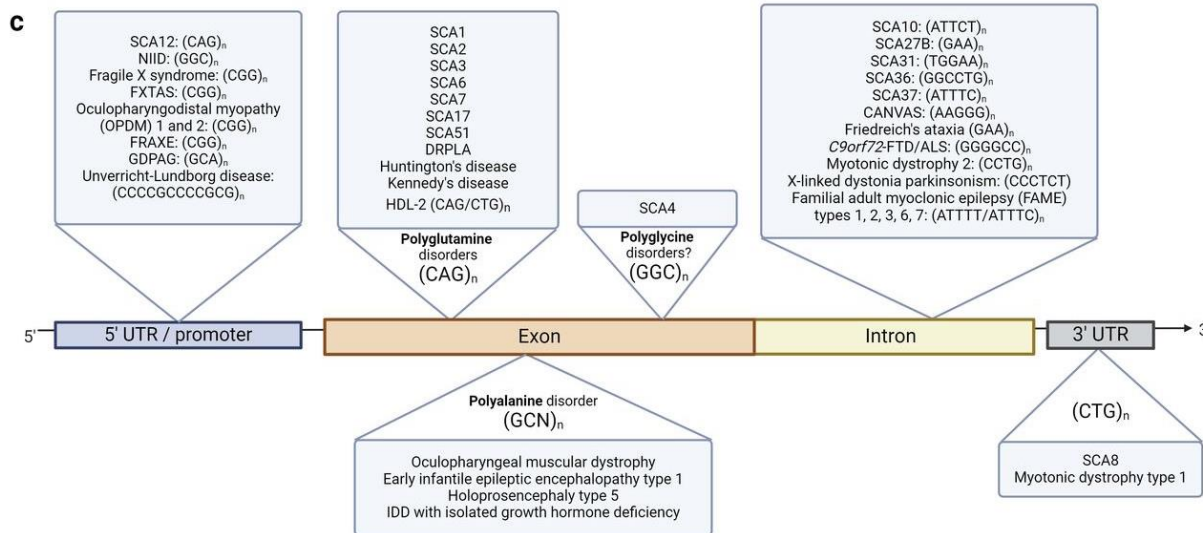 c
SCA12: (CAG)n
NIID: (GGC)n
Fragile X syndrome: (CGG)n
FXTAS: (CGG)n
Oculopharyngodistal myopathy
(OPDM) 1 and 2: (CGG)n
FRAXE: (CGG)n
GDPAG: (GCA)n
Unverricht-Lundborg disease:
(CCCCGCCCCGCG)n
SCA1
SCA2
SCA3
SCA6
SCA7
SCA17
SCA51
DRPLA
Huntington's disease
Kennedy's disease
HDL-2 (CAG/CTG)n
Polyglutamine
disorders
(CAG)n
SCA4
Polyglycine
disorders?
(GGC)n
SCA10: (ATTCT)n
SCA27B: (GAA)n
SCA31: (TGGAA)n
SCA36: (GGCCTG)n
SCA37: (ATTTC)n
CANVAS: (AAGGG)n
Friedreich's ataxia (GAA)n
C9orf72-FTD/ALS: (GGGGCC)n
Myotonic dystrophy 2: (CCTG)n
X-linked dystonia parkinsonism: (CCCTCT)
Familial adult myoclonic epilepsy (FAME)
types 1, 2, 3, 6, 7: (ATTTT/ATTTC)n
5' 5' UTR / promoter Exon Intron 3' UTR 3
Polyalanine disorder
(GCN)n
Oculopharyngeal muscular dystrophy
Early infantile epileptic encephalopathy type 1
Holoprosencephaly type 5
IDD with isolated growth hormone deficiency
(CTG)n
SCA8
Myotonic dystrophy type 1